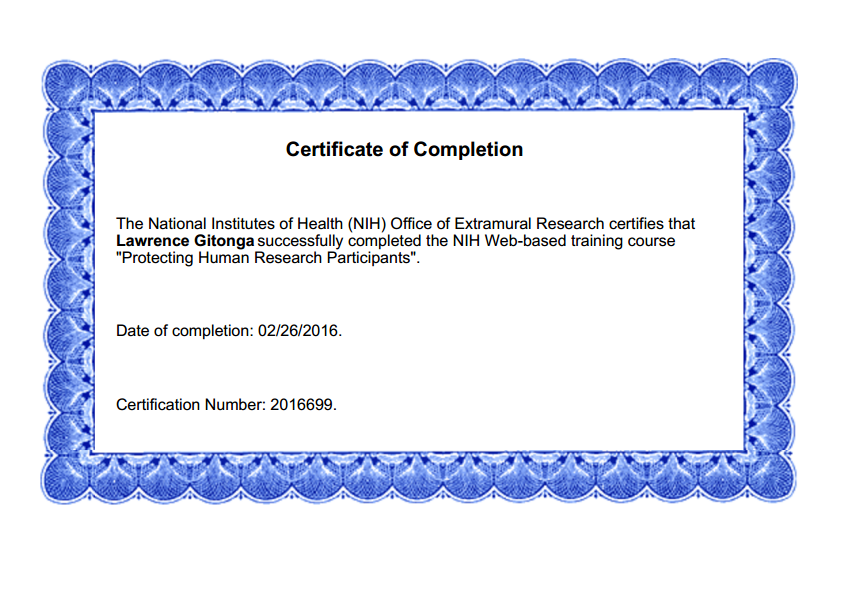 Certificate of Completion
The National Institutes of Health (NIH) Office of Extramural Research certifies that
Lawrence Gitonga successfully completed the NIH Web-based training course
"Protecting Human Research Participants".
Date of completion: 02/26/2016.
Certification Number: 2016699.